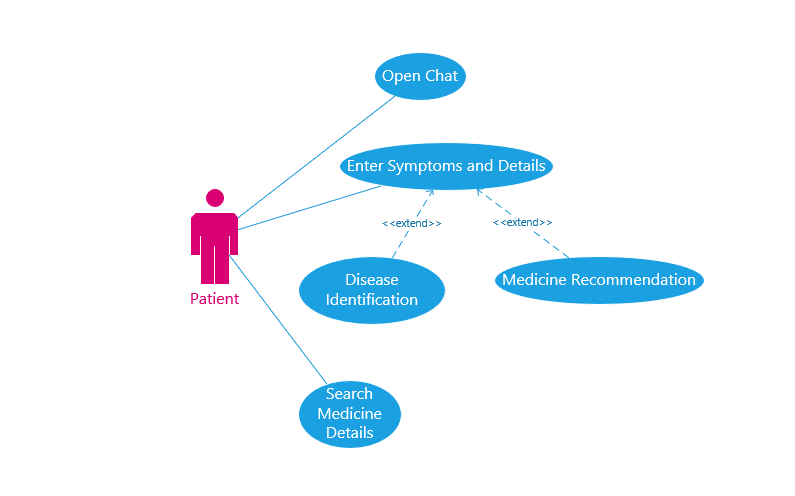 Open Chat
Enter Symptoms and Details
<<extend>>
<<extend>>
Disease
Identification
Medicine Recommendation
Patient
Search
Medicine
Details